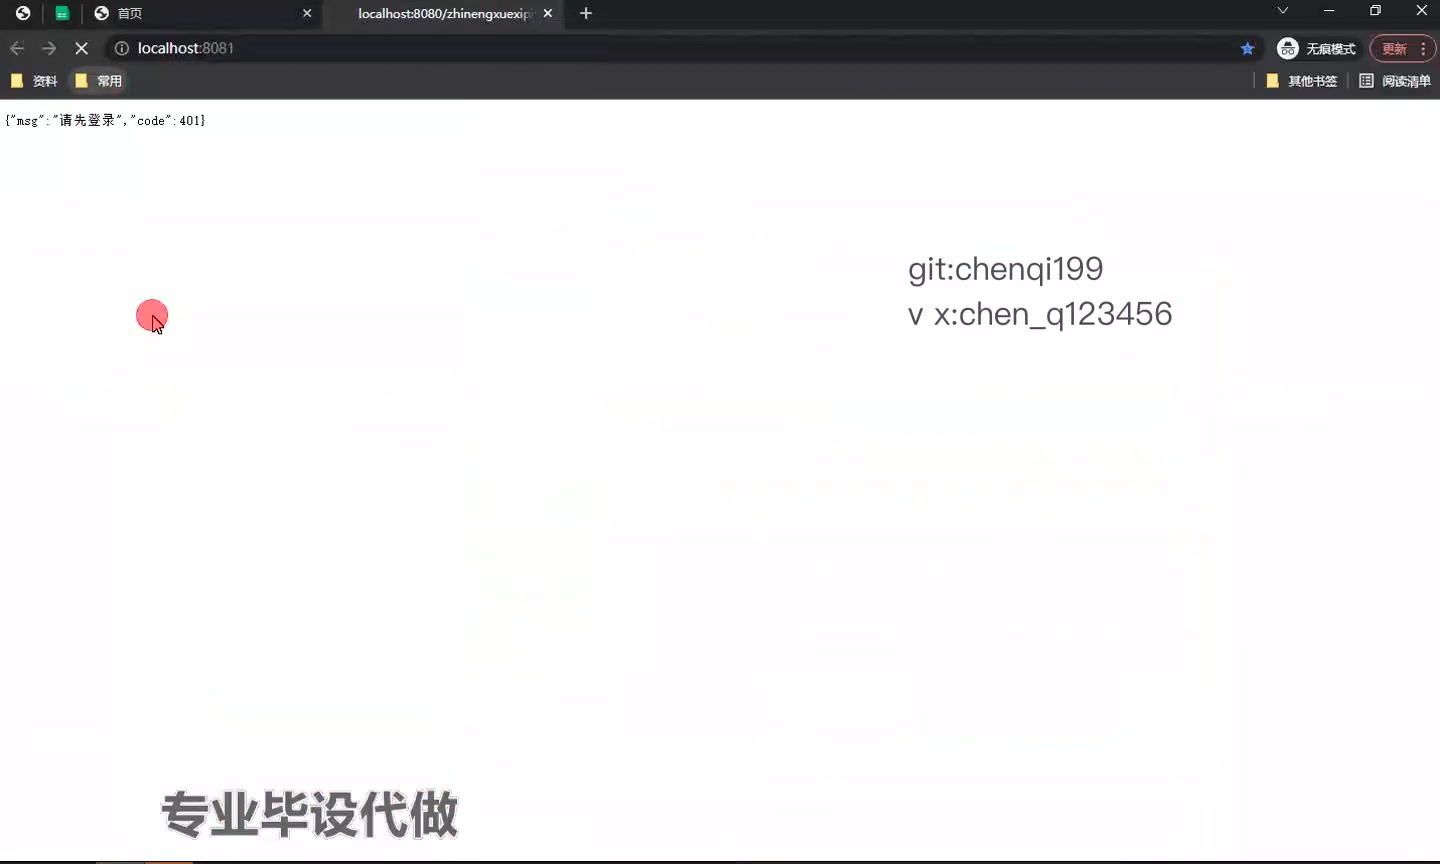 首页
localhost:8080/zhinengxuexipi
localhost:8081
无痕模式
更新
资料
常用
其他书签
阅读清单
{"msg":"请先登录","code":401}
git:chenqi199
v x:chen_q123456
专业毕设代做